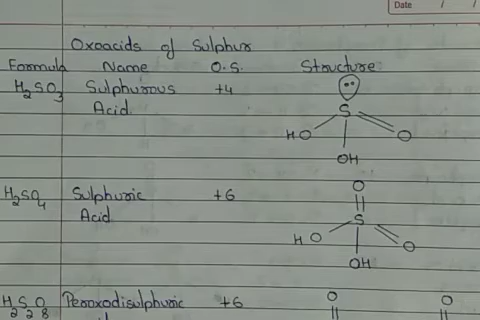 Date / /
Oxoacids of Sulphur
Formula Name O.S. Structure
H2SO3 Sulphurous +4
Acid
S
HO O
OH
H2SO4 Sulphuric +6 O
Acid S
HO O
OH
H2S2O8 Peroxodisulphuric +6 O O